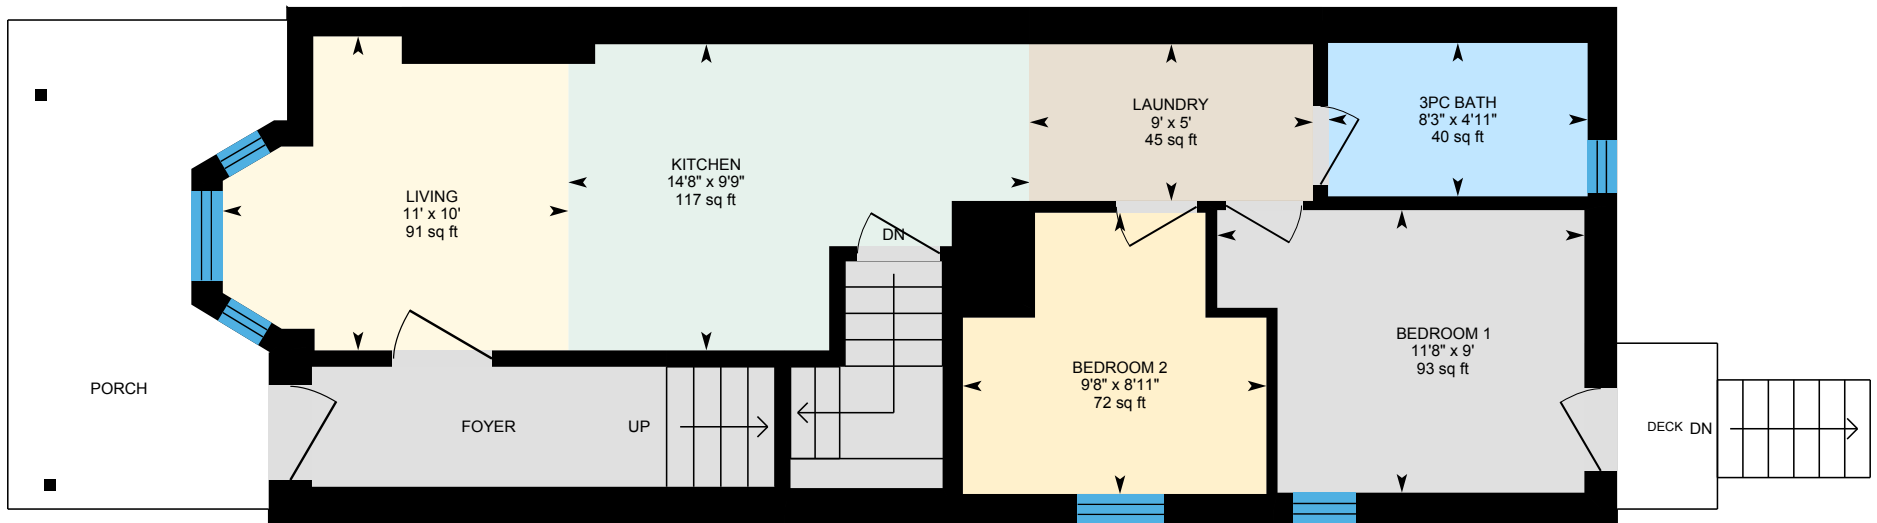 PORCH
LIVING
11' x 10'
91 sq ft
FOYER
UP
KITCHEN
14'8" x 9'9"
117 sq ft
DN
LAUNDRY
9' x 5'
45 sq ft
3PC BATH
8'3" x 4'11"
40 sq ft
BEDROOM 2
9'8" x 8'11"
72 sq ft
BEDROOM 1
11'8" x 9'
93 sq ft
DECK
DN